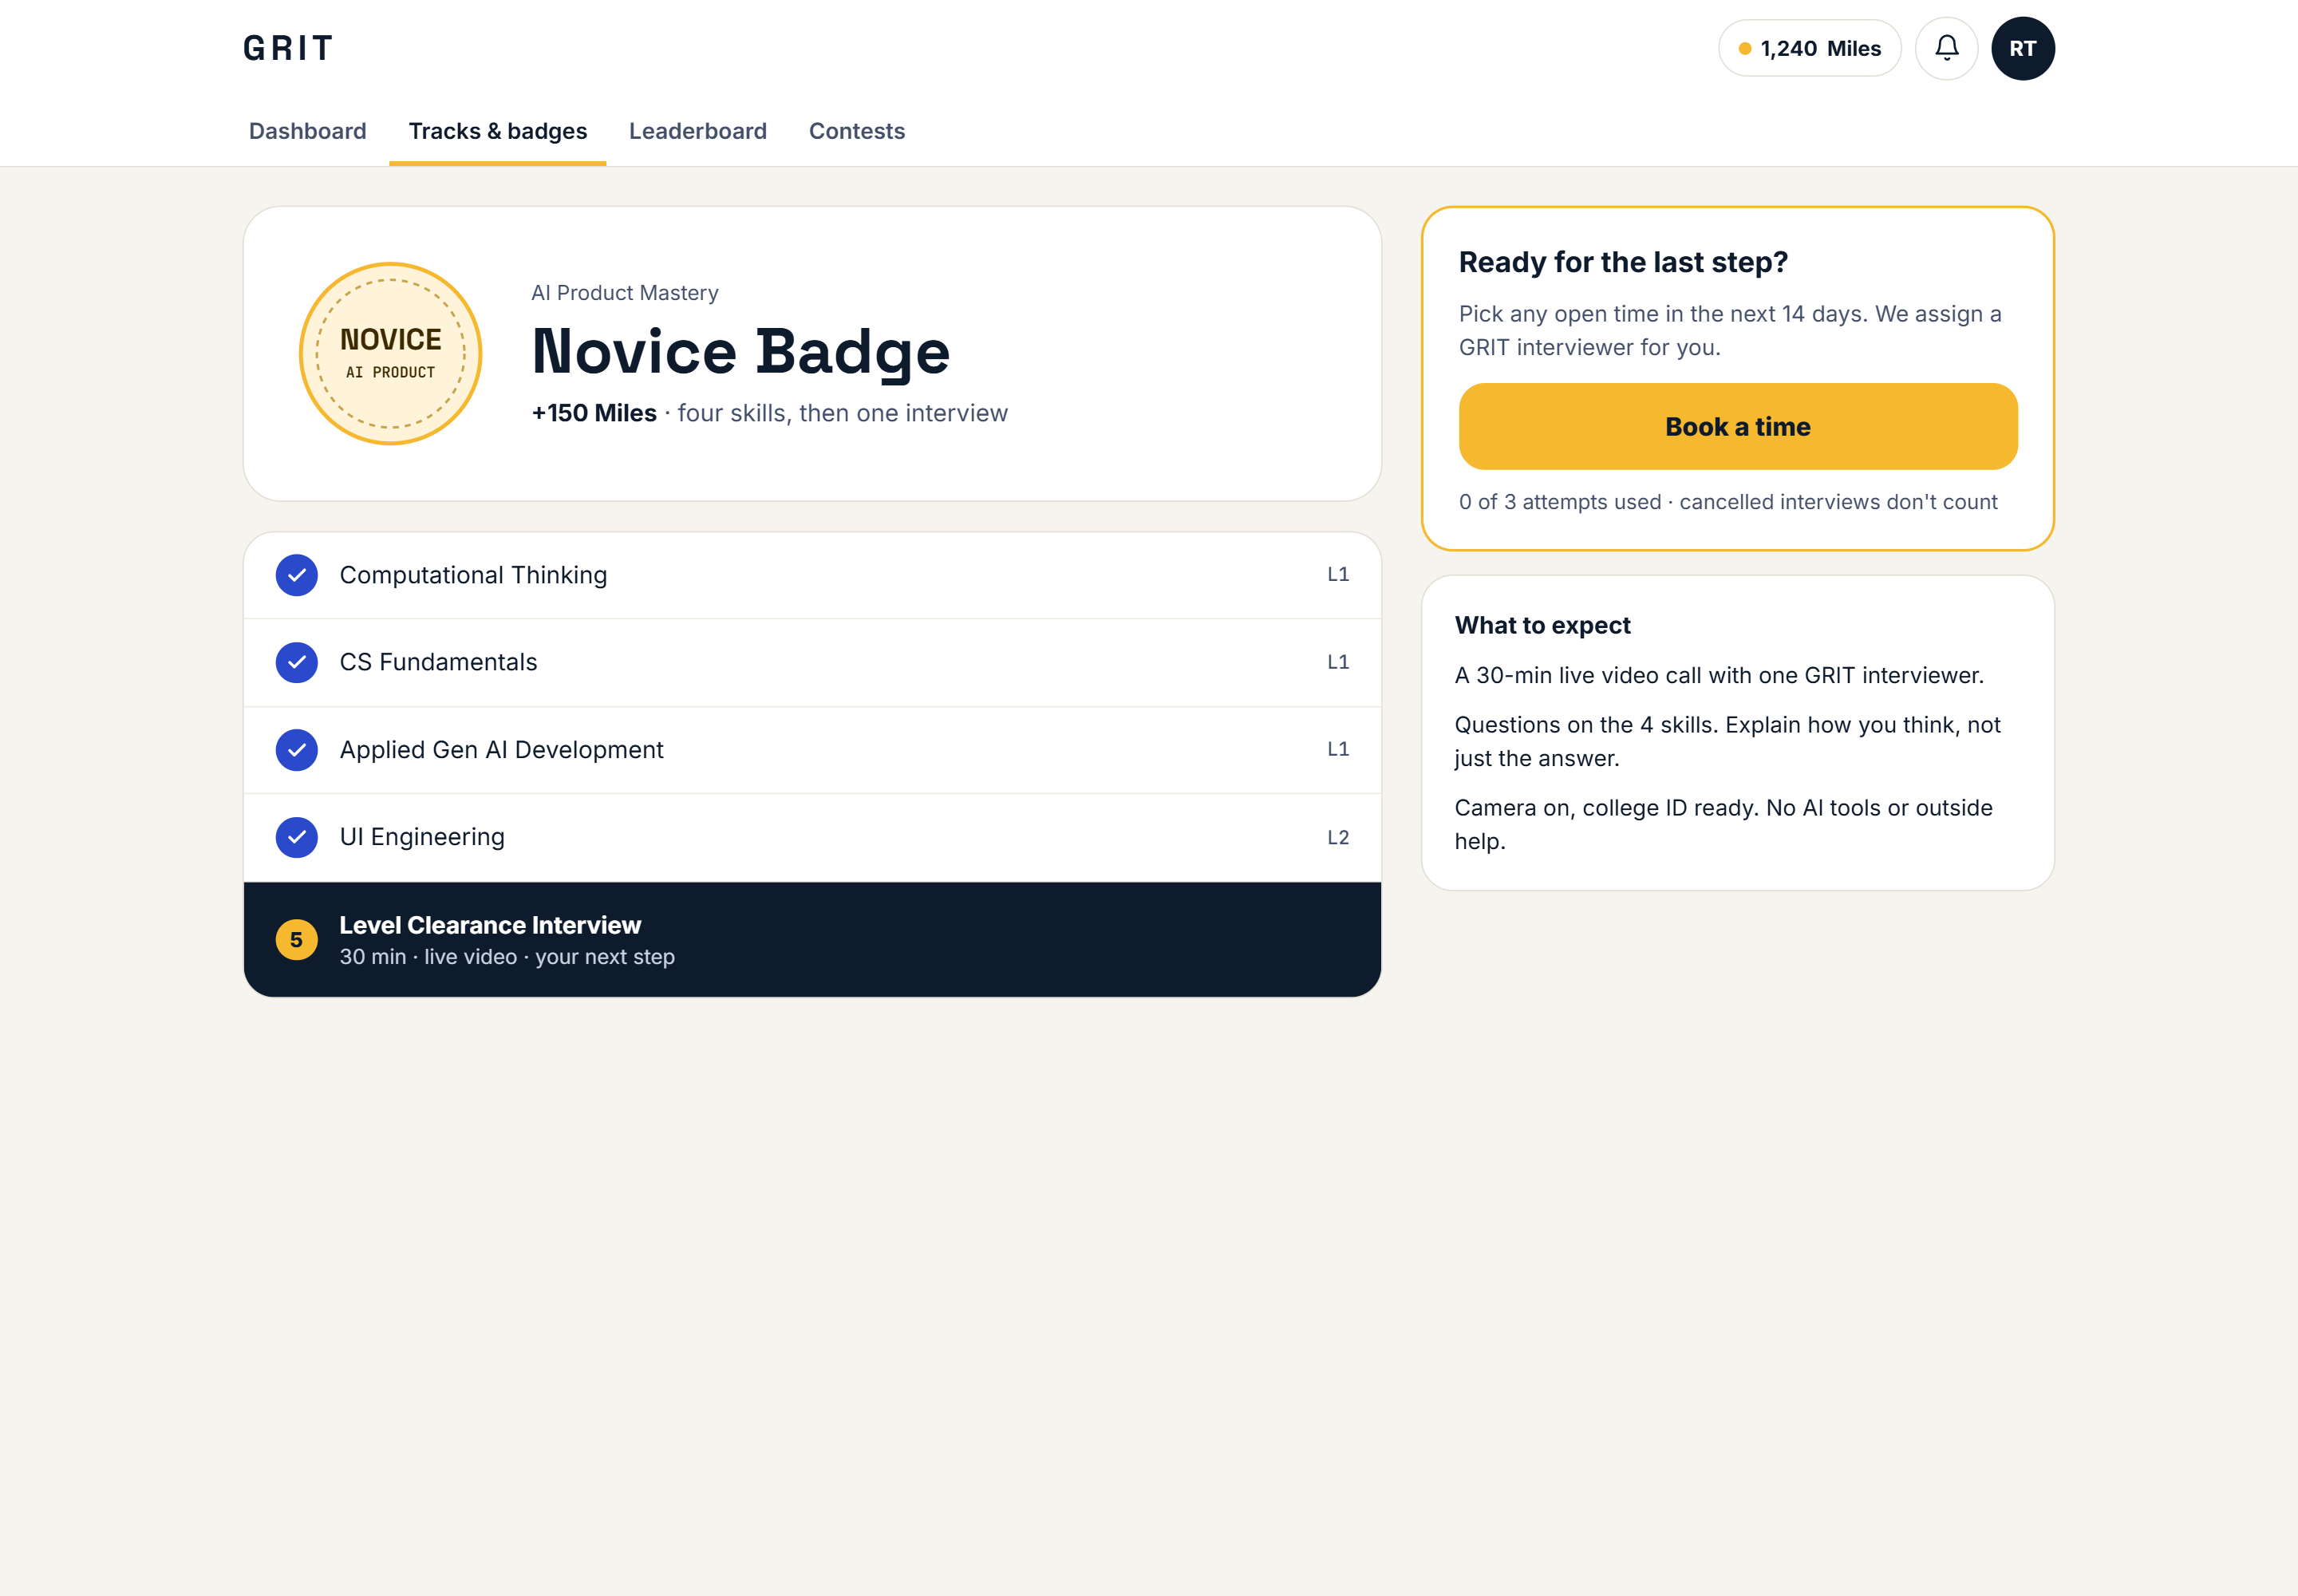 GRIT
1,240 Miles
RT
Dashboard
Tracks & badges
Leaderboard
Contests
NOVICE
AI PRODUCT
AI Product Mastery
Novice Badge
+150 Miles · four skills, then one interview
Computational Thinking L1
CS Fundamentals L1
Applied Gen AI Development L1
UI Engineering L2
5
Level Clearance Interview
30 min · live video · your next step
Ready for the last step?
Pick any open time in the next 14 days. We assign a
GRIT interviewer for you.
Book a time
0 of 3 attempts used · cancelled interviews don't count
What to expect
A 30-min live video call with one GRIT interviewer.
Questions on the 4 skills. Explain how you think, not
just the answer.
Camera on, college ID ready. No AI tools or outside
help.